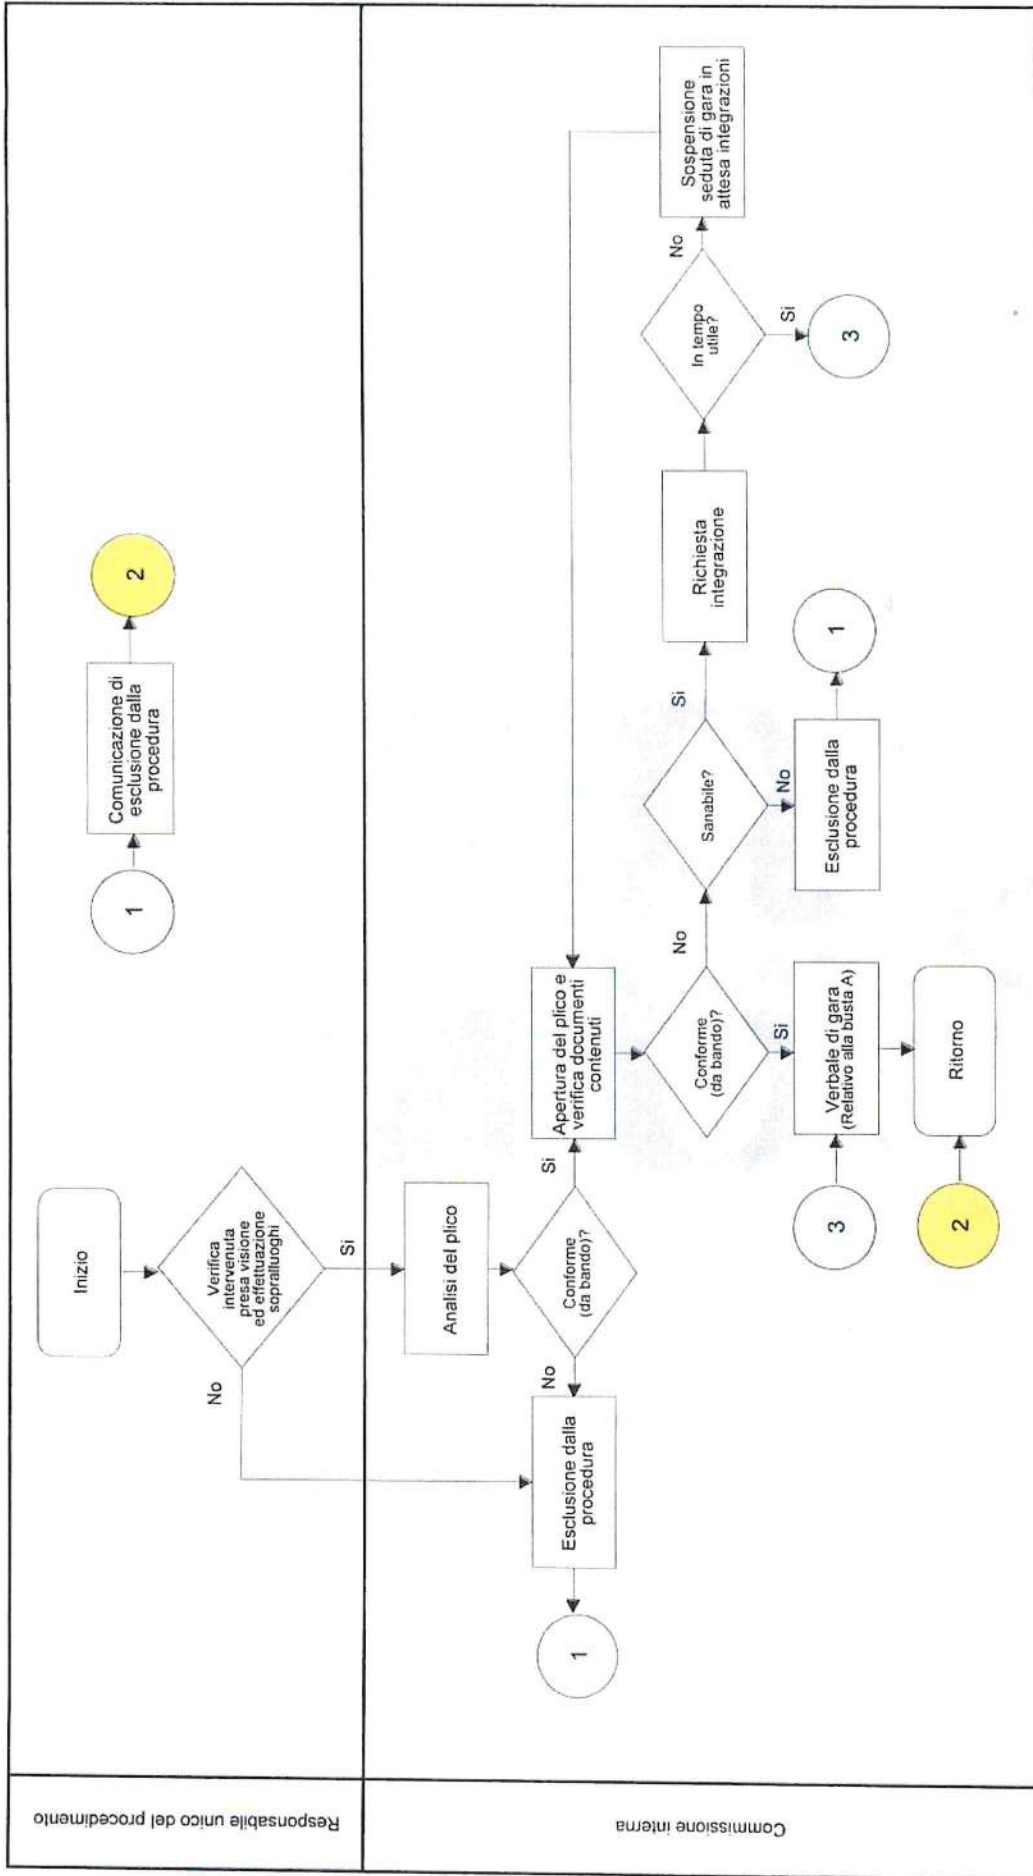 Responsabile unico del procedimento
Inizio
Verifica
intervenuta
presa visione
ed effettuazione
sopralluoghi
No
Si
1
Comunicazione di
esclusione dalla
procedura
2
Commissione interna
Analisi del plico
Conforme
(da bando)?
No
Si
Esclusione dalla
procedura
1
Apertura del plico e
verifica documenti
contenuti
Conforme
(da bando)?
No
Si
Sanabile?
Si
No
Richiesta
integrazione
In tempo
utile?
No
Si
Sospensione
seduta di gara in
attesa integrazioni
3
Esclusione dalla
procedura
1
3
Verbale di gara
(Relativo alla busta A)
2
Ritorno